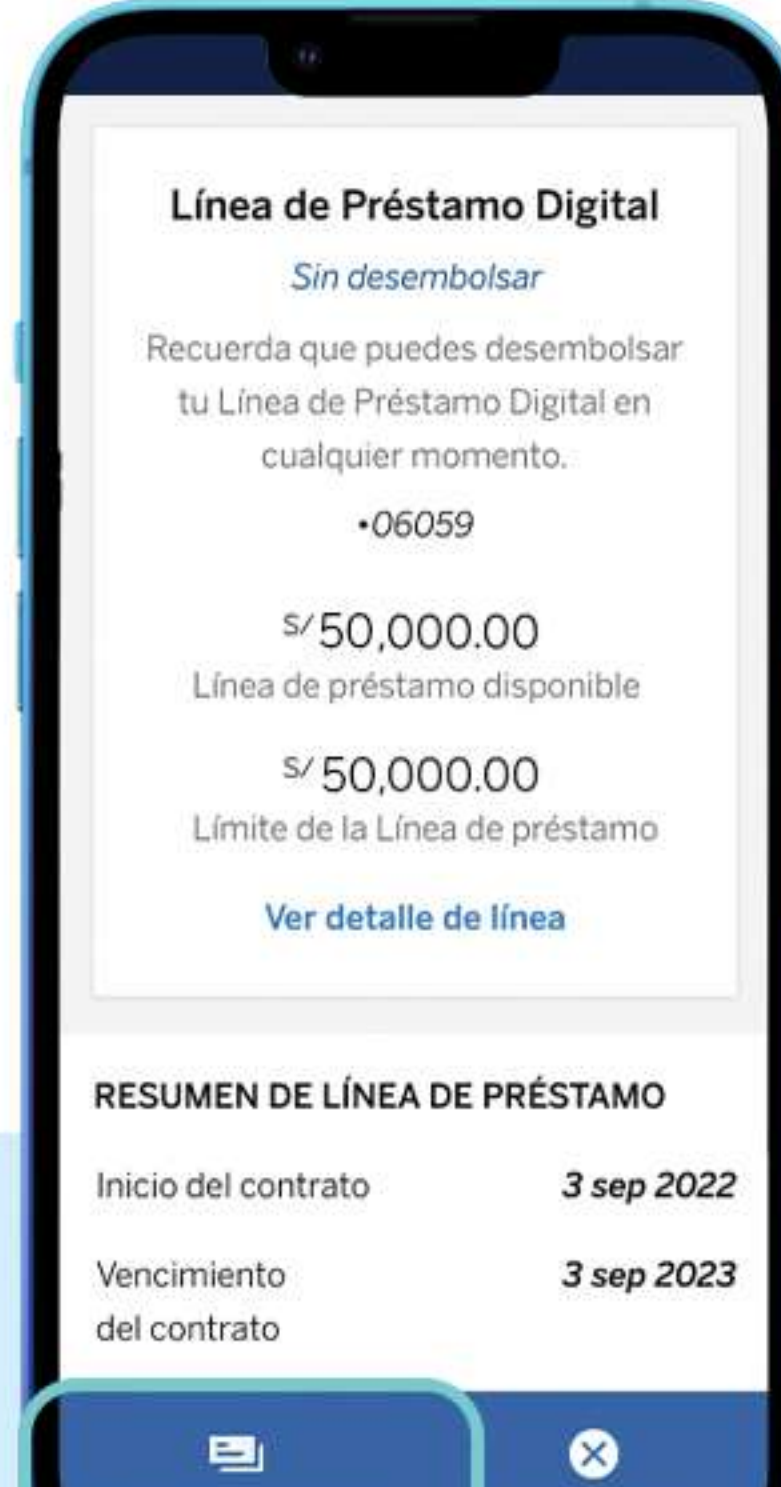 Línea de Préstamo Digital
Sin desembolsar
Recuerda que puedes desembolsar
tu Línea de Préstamo Digital en
cualquier momento.
•06059
S/ 50,000.00
Línea de préstamo disponible
S/ 50,000.00
Límite de la Línea de préstamo
Ver detalle de línea
RESUMEN DE LÍNEA DE PRÉSTAMO
Inicio del contrato 3 sep 2022
Vencimiento 3 sep 2023
del contrato